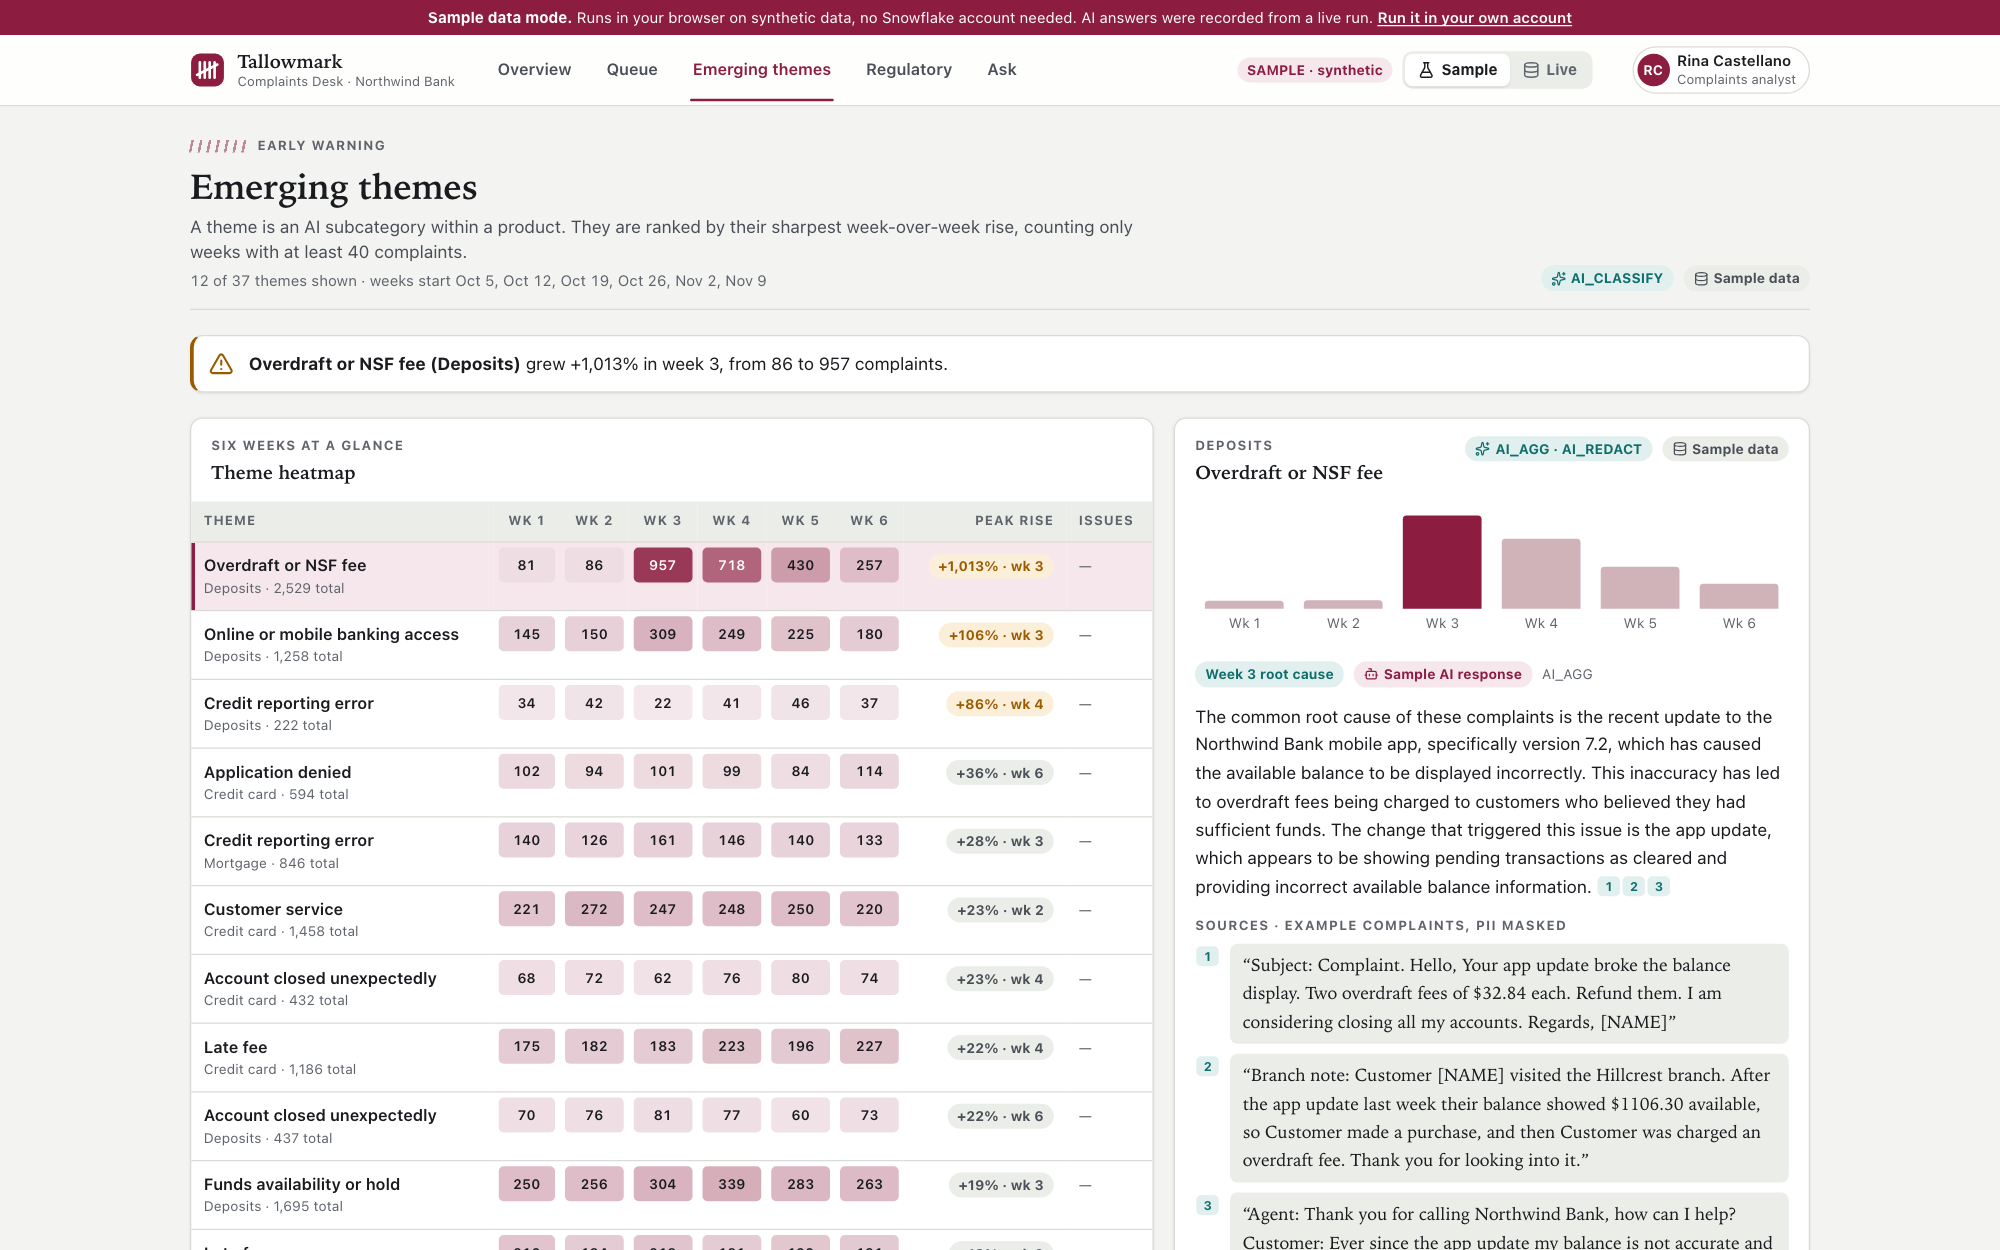 Sample data mode. Runs in your browser on synthetic data, no Snowflake account needed. AI answers were recorded from a live run. Run it in your own account
Tallowmark
Complaints Desk · Northwind Bank
Overview
Queue
Emerging themes
Regulatory
Ask
SAMPLE · synthetic
Sample
Live
RC
Rina Castellano
Complaints analyst
EARLY WARNING
Emerging themes
A theme is an AI subcategory within a product. They are ranked by their sharpest week-over-week rise, counting only
weeks with at least 40 complaints.
12 of 37 themes shown · weeks start Oct 5, Oct 12, Oct 19, Oct 26, Nov 2, Nov 9
AI_CLASSIFY
Sample data
Overdraft or NSF fee (Deposits) grew +1,013% in week 3, from 86 to 957 complaints.
SIX WEEKS AT A GLANCE
Theme heatmap
THEME WK 1 WK 2 WK 3 WK 4 WK 5 WK 6 PEAK RISE ISSUES
Overdraft or NSF fee 81 86 957 718 430 257 +1,013% · wk 3 —
Deposits · 2,529 total
Online or mobile banking access 145 150 309 249 225 180 +106% · wk 3 —
Deposits · 1,258 total
Credit reporting error 34 42 22 41 46 37 +86% · wk 4 —
Deposits · 222 total
Application denied 102 94 101 99 84 114 +36% · wk 6 —
Credit card · 594 total
Credit reporting error 140 126 161 146 140 133 +28% · wk 3 —
Mortgage · 846 total
Customer service 221 272 247 248 250 220 +23% · wk 2 —
Credit card · 1,458 total
Account closed unexpectedly 68 72 62 76 80 74 +23% · wk 4 —
Credit card · 432 total
Late fee 175 182 183 223 196 227 +22% · wk 4 —
Credit card · 1,186 total
Account closed unexpectedly 70 76 81 77 60 73 +22% · wk 6 —
Deposits · 437 total
Funds availability or hold 250 256 304 339 283 263 +19% · wk 3 —
Deposits · 1,695 total
DEPOSITS
Overdraft or NSF fee
AI_AGG · AI_REDACT
Sample data
Wk 1 Wk 2 Wk 3 Wk 4 Wk 5 Wk 6
Week 3 root cause
Sample AI response
AI_AGG
The common root cause of these complaints is the recent update to the
Northwind Bank mobile app, specifically version 7.2, which has caused
the available balance to be displayed incorrectly. This inaccuracy has led
to overdraft fees being charged to customers who believed they had
sufficient funds. The change that triggered this issue is the app update,
which appears to be showing pending transactions as cleared and
providing incorrect available balance information. 1 2 3
SOURCES · EXAMPLE COMPLAINTS, PII MASKED
1
“Subject: Complaint. Hello, Your app update broke the balance
display. Two overdraft fees of $32.84 each. Refund them. I am
considering closing all my accounts. Regards, [NAME]”
2
“Branch note: Customer [NAME] visited the Hillcrest branch. After
the app update last week their balance showed $1106.30 available,
so Customer made a purchase, and then Customer was charged an
overdraft fee. Thank you for looking into it.”
3
“Agent: Thank you for calling Northwind Bank, how can I help?
Customer: Ever since the app update my balance is not accurate and